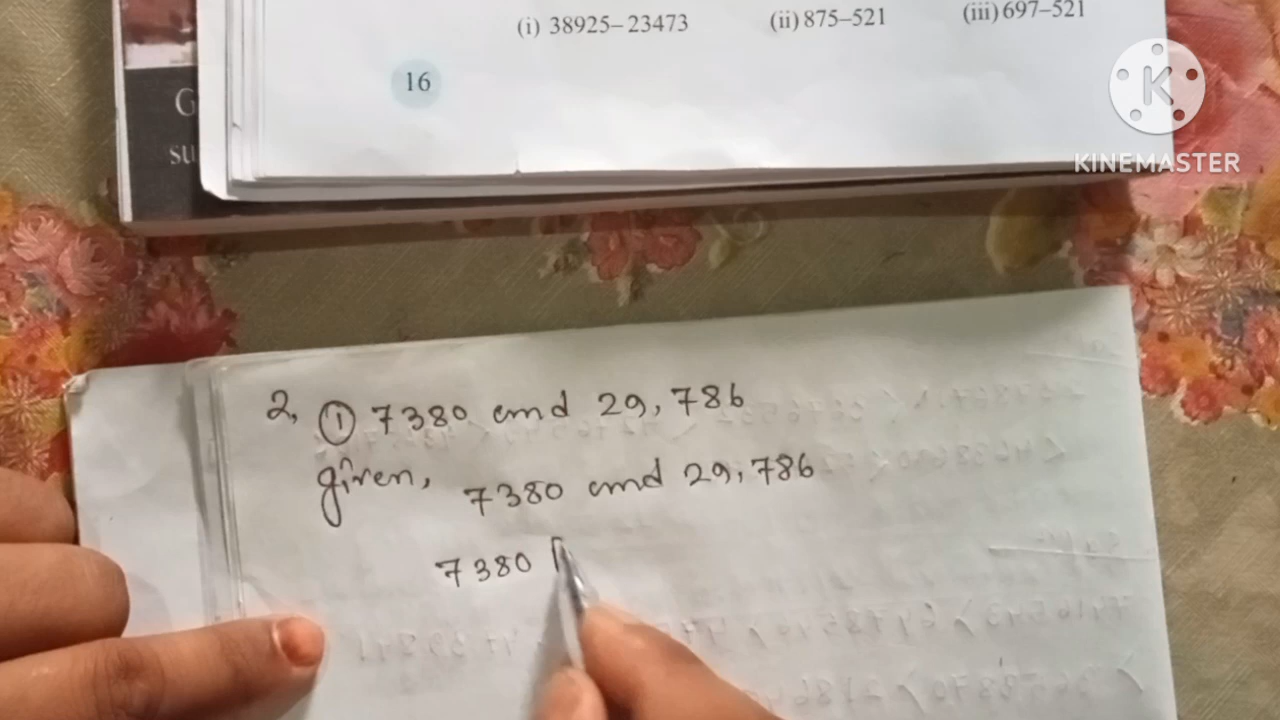 (i) 38925–23473 (ii) 875–521 (iii) 697–521
16
G
su
KINEMASTER
2, ① 7380 and 29,786
given, 7380 and 29,786
7380